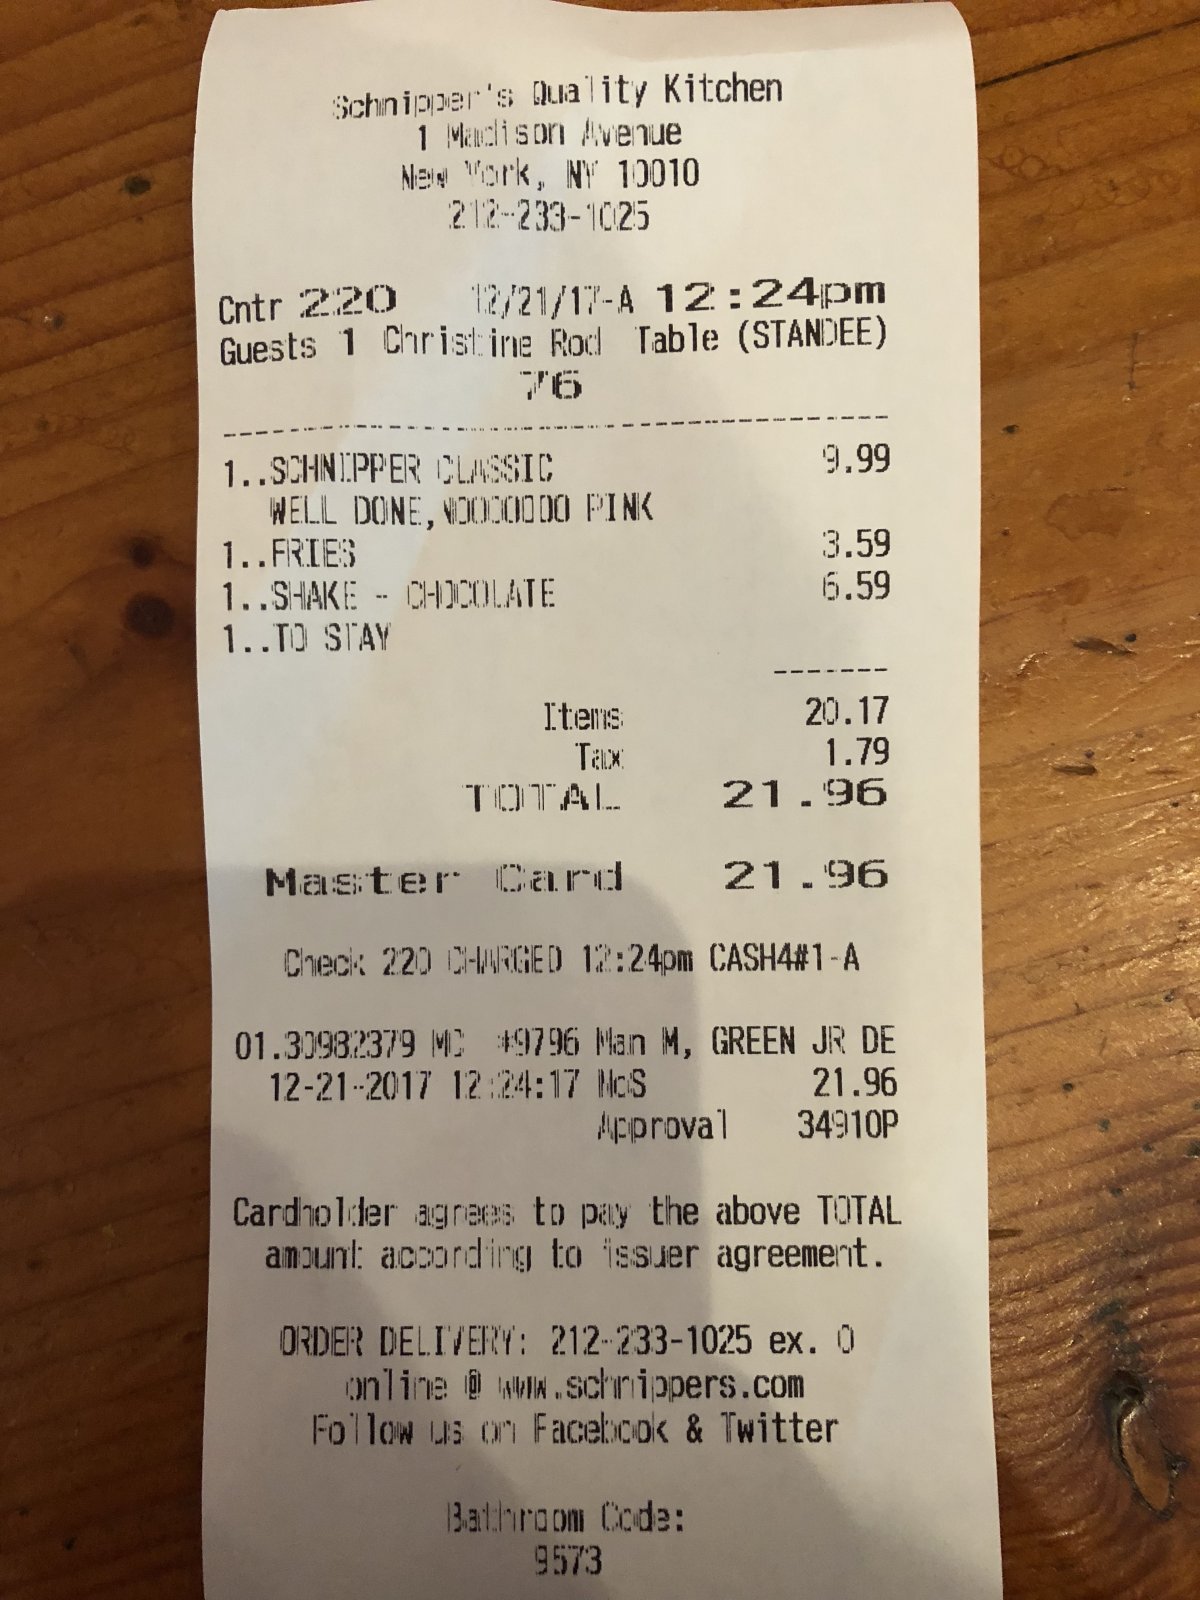 Schnipper's Quality Kitchen
1 Madison Avenue
New York, NY 10010
212-233-1025
Cntr 220 12/21/17-A 12:24pm
Guests 1 Christine Rod Table (STANDEE)
76
1..SCHNIPPER CLASSIC 9.99
WELL DONE,NOOOOOOO PINK
1..FRIES 3.59
1..SHAKE - CHOCOLATE 6.59
1..TO STAY
Items 20.17
Tax 1.79
TOTAL 21.96
Master Card 21.96
Check 220 CHARGED 12:24pm CASH4#1-A
01.30982379 MC *9796 Man M, GREEN JR DE
12-21-2017 12:24:17 NoS 21.96
Approval 34910P
Cardholder agrees to pay the above TOTAL
amount according to issuer agreement.
ORDER DELIVERY: 212-233-1025 ex. 0
online @ www.schnippers.com
Follow us on Facebook & Twitter
Bathroom Code:
9573